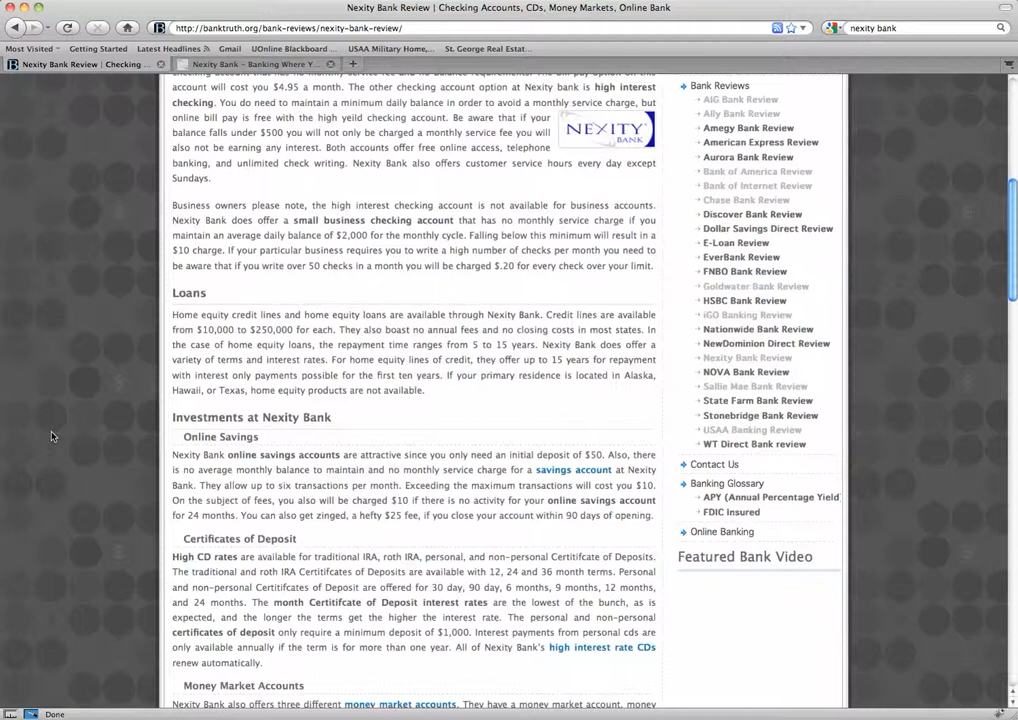 Nexity Bank Review | Checking Accounts, CDs, Money Markets, Online Bank
http://banktruth.org/bank-reviews/nexity-bank-review/
nexity bank
Most Visited
Getting Started
Latest Headlines
Gmail
UOnline Blackboard ...
USAA Military Home,...
St. George Real Estat...
Nexity Bank Review | Checking ...
Nexity Bank – Banking Where Y...
account will cost you $4.95 a month. The other checking account option at Nexity bank is high interest
checking. You do need to maintain a minimum daily balance in order to avoid a monthly service charge, but
online bill pay is free with the high yeild checking account. Be aware that if your
balance falls under $500 you will not only be charged a monthly service fee you will
also not be earning any interest. Both accounts offer free online access, telephone
banking, and unlimited check writing. Nexity Bank also offers customer service hours every day except
Sundays.
NEXITY
BANK
Business owners please note, the high interest checking account is not available for business accounts.
Nexity Bank does offer a small business checking account that has no monthly service charge if you
maintain an average daily balance of $2,000 for the monthly cycle. Falling below this minimum will result in a
$10 charge. If your particular business requires you to write a high number of checks per month you need to
be aware that if you write over 50 checks in a month you will be charged $.20 for every check over your limit.
Loans
Home equity credit lines and home equity loans are available through Nexity Bank. Credit lines are available
from $10,000 to $250,000 for each. They also boast no annual fees and no closing costs in most states. In
the case of home equity loans, the repayment time ranges from 5 to 15 years. Nexity Bank does offer a
variety of terms and interest rates. For home equity lines of credit, they offer up to 15 years for repayment
with interest only payments possible for the first ten years. If your primary residence is located in Alaska,
Hawaii, or Texas, home equity products are not available.
Investments at Nexity Bank
Online Savings
Nexity Bank online savings accounts are attractive since you only need an initial deposit of $50. Also, there
is no average monthly balance to maintain and no monthly service charge for a savings account at Nexity
Bank. They allow up to six transactions per month. Exceeding the maximum transactions will cost you $10.
On the subject of fees, you also will be charged $10 if there is no activity for your online savings account
for 24 months. You can also get zinged, a hefty $25 fee, if you close your account within 90 days of opening.
Certificates of Deposit
High CD rates are available for traditional IRA, roth IRA, personal, and non-personal Certitifcate of Deposits.
The traditional and roth IRA Certitifcates of Deposits are available with 12, 24 and 36 month terms. Personal
and non-personel Certitifcates of Deposit are offered for 30 day, 90 day, 6 months, 9 months, 12 months,
and 24 months. The month Certitifcate of Deposit interest rates are the lowest of the bunch, as is
expected, and the longer the terms get the higher the interest rate. The personal and non-personal
certificates of deposit only require a minimum deposit of $1,000. Interest payments from personal cds are
only available annually if the term is for more than one year. All of Nexity Bank's high interest rate CDs
renew automatically.
Money Market Accounts
Nexity Bank also offers three different money market accounts. They have a money market account, money
Bank Reviews
AIG Bank Review
Ally Bank Review
Amegy Bank Review
American Express Review
Aurora Bank Review
Bank of America Review
Bank of Internet Review
Chase Bank Review
Discover Bank Review
Dollar Savings Direct Review
E-Loan Review
EverBank Review
FNBO Bank Review
Goldwater Bank Review
HSBC Bank Review
iGO Banking Review
Nationwide Bank Review
NewDominion Direct Review
Nexity Bank Review
NOVA Bank Review
Sallie Mae Bank Review
State Farm Bank Review
Stonebridge Bank Review
USAA Banking Review
WT Direct Bank review
Contact Us
Banking Glossary
APY (Annual Percentage Yield)
FDIC Insured
Online Banking
Featured Bank Video
Done